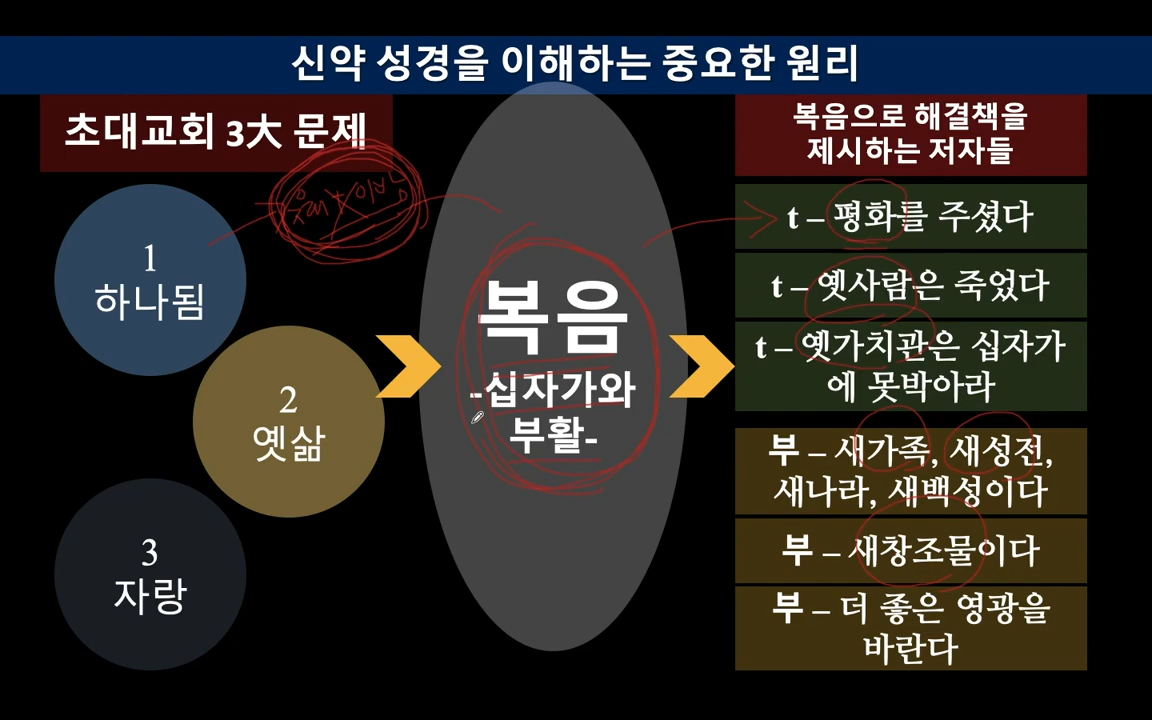 신약 성경을 이해하는 중요한 원리
초대교회 3大 문제
1
하나됨
2
옛삶
3
자랑
복음
-십자가와
부활-
복음으로 해결책을
제시하는 저자들
t – 평화를 주셨다
t – 옛사람은 죽었다
t – 옛가치관은 십자가
에 못박아라
부 – 새가족, 새성전,
새나라, 새백성이다
부 – 새창조물이다
부 – 더 좋은 영광을
바란다